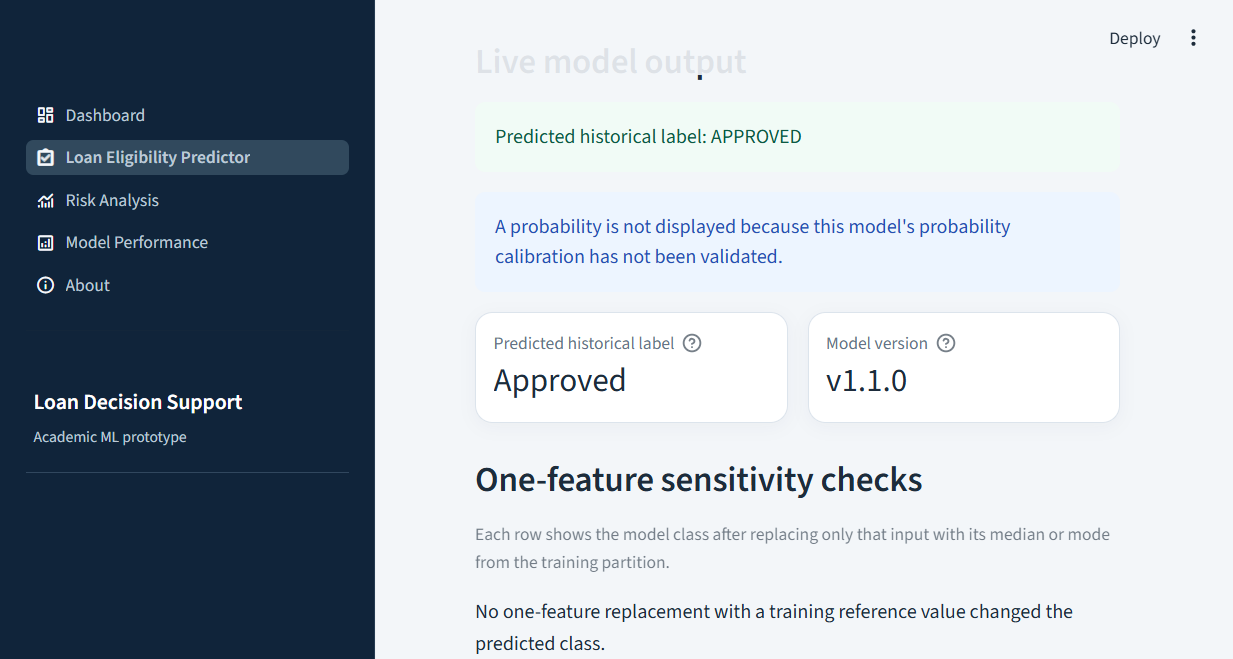 Deploy
Dashboard
Loan Eligibility Predictor
Risk Analysis
Model Performance
About
Loan Decision Support
Academic ML prototype
Live model output
Predicted historical label: APPROVED
A probability is not displayed because this model's probability
calibration has not been validated.
Predicted historical label
Approved
Model version
v1.1.0
One-feature sensitivity checks
Each row shows the model class after replacing only that input with its median or mode
from the training partition.
No one-feature replacement with a training reference value changed the
predicted class.